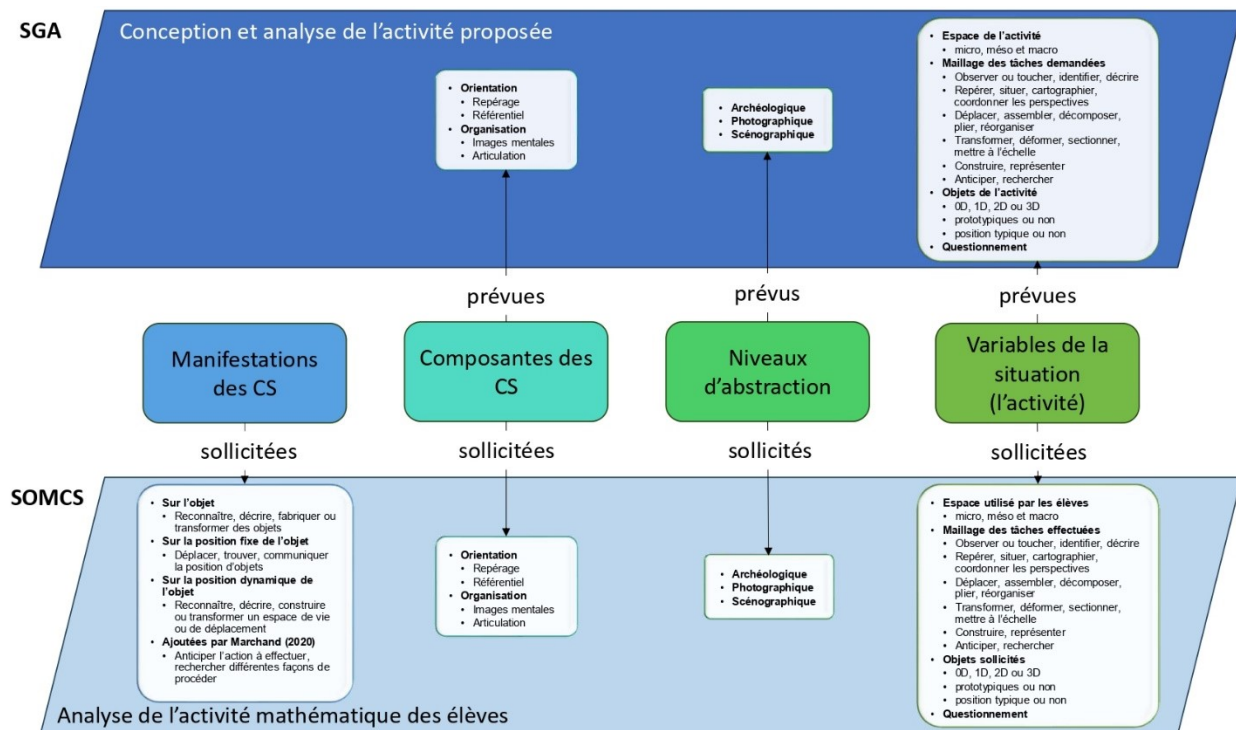 SGA
Conception et analyse de l’activité proposée
• Orientation
• Repérage
• Référentiel
• Organisation
• Images mentales
• Articulation
• Archéologique
• Photographique
• Scénographique
• Espace de l’activité
• micro, méso et macro
• Maillage des tâches demandées
• Observer ou toucher, identifier, décrire
• Repérer, situer, cartographier,
coordonner les perspectives
• Déplacer, assembler, décomposer,
plier, réorganiser
• Transformer, déformer, sectionner,
mettre à l’échelle
• Construire, représenter
• Anticiper, rechercher
• Objets de l’activité
• 0D, 1D, 2D ou 3D
• prototypiques ou non
• position typique ou non
• Questionnement
prévues
prévus
prévues
Manifestations
des CS
Composantes des
CS
Niveaux
d’abstraction
Variables de la
situation
(l’activité)
sollicitées
sollicitées
sollicités
sollicitées
SOMCS
• Sur l’objet
• Reconnaître, décrire, fabriquer ou
transformer des objets
• Sur la position fixe de l’objet
• Déplacer, trouver, communiquer
la position d’objets
• Sur la position dynamique de
l’objet
• Reconnaître, décrire, construire
ou transformer un espace de vie
ou de déplacement
• Ajoutées par Marchand (2020)
• Anticiper l’action à effectuer,
rechercher différentes façons de
procéder
• Orientation
• Repérage
• Référentiel
• Organisation
• Images mentales
• Articulation
• Archéologique
• Photographique
• Scénographique
• Espace utilisé par les élèves
• micro, méso et macro
• Maillage des tâches effectuées
• Observer ou toucher, identifier, décrire
• Repérer, situer, cartographier,
coordonner les perspectives
• Déplacer, assembler, décomposer,
plier, réorganiser
• Transformer, déformer, sectionner,
mettre à l’échelle
• Construire, représenter
• Anticiper, rechercher
• Objets sollicités
• 0D, 1D, 2D ou 3D
• prototypiques ou non
• position typique ou non
• Questionnement
Analyse de l’activité mathématique des élèves